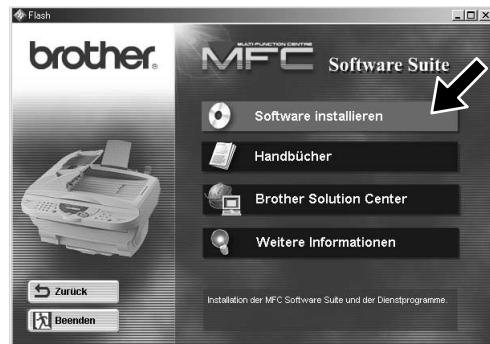 Flash
brother.
MULTI-FUNCTION CENTRE
MFC Software Suite
Software installieren
Handbücher
Brother Solution Center
Weitere Informationen
Zurück
Beenden
Installation der MFC Software Suite und der Dienstprogramme.